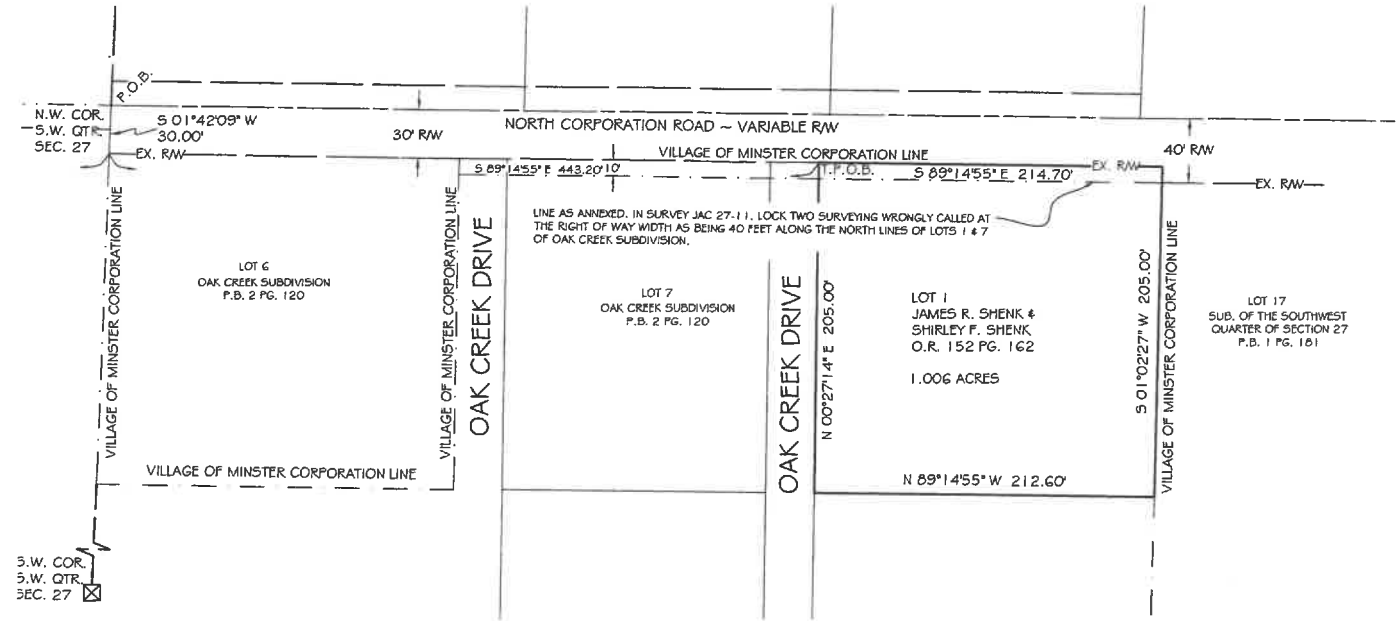 P.O.B.
N.W. COR.
S.W. QTR.
SEC. 27
S 01°42'09" W
30.00'
30' R/W
NORTH CORPORATION ROAD ~ VARIABLE R/W
40' R/W
EX. R/W
VILLAGE OF MINSTER CORPORATION LINE
EX. R/W
EX. R/W
S 89°14'55" E 443.20'
10'
T.P.O.B.
S 89°14'55" E 214.70'
LINE AS ANNEXED. IN SURVEY JAC 27-11, LOCK TWO SURVEYING WRONGLY CALLED AT
THE RIGHT OF WAY WIDTH AS BEING 40 FEET ALONG THE NORTH LINES OF LOTS 1 & 7
OF OAK CREEK SUBDIVISION.
VILLAGE OF MINSTER CORPORATION LINE
LOT 6
OAK CREEK SUBDIVISION
P.B. 2 PG. 120
VILLAGE OF MINSTER CORPORATION LINE
OAK CREEK DRIVE
LOT 7
OAK CREEK SUBDIVISION
P.B. 2 PG. 120
OAK CREEK DRIVE
N 00°27'14" E 205.00'
LOT 1
JAMES R. SHENK &
SHIRLEY F. SHENK
O.R. 152 PG. 162
1.006 ACRES
S 01°02'27" W 205.00'
VILLAGE OF MINSTER CORPORATION LINE
LOT 17
SUB. OF THE SOUTHWEST
QUARTER OF SECTION 27
P.B. 1 PG. 181
VILLAGE OF MINSTER CORPORATION LINE
N 89°14'55" W 212.60'
S.W. COR.
S.W. QTR.
SEC. 27